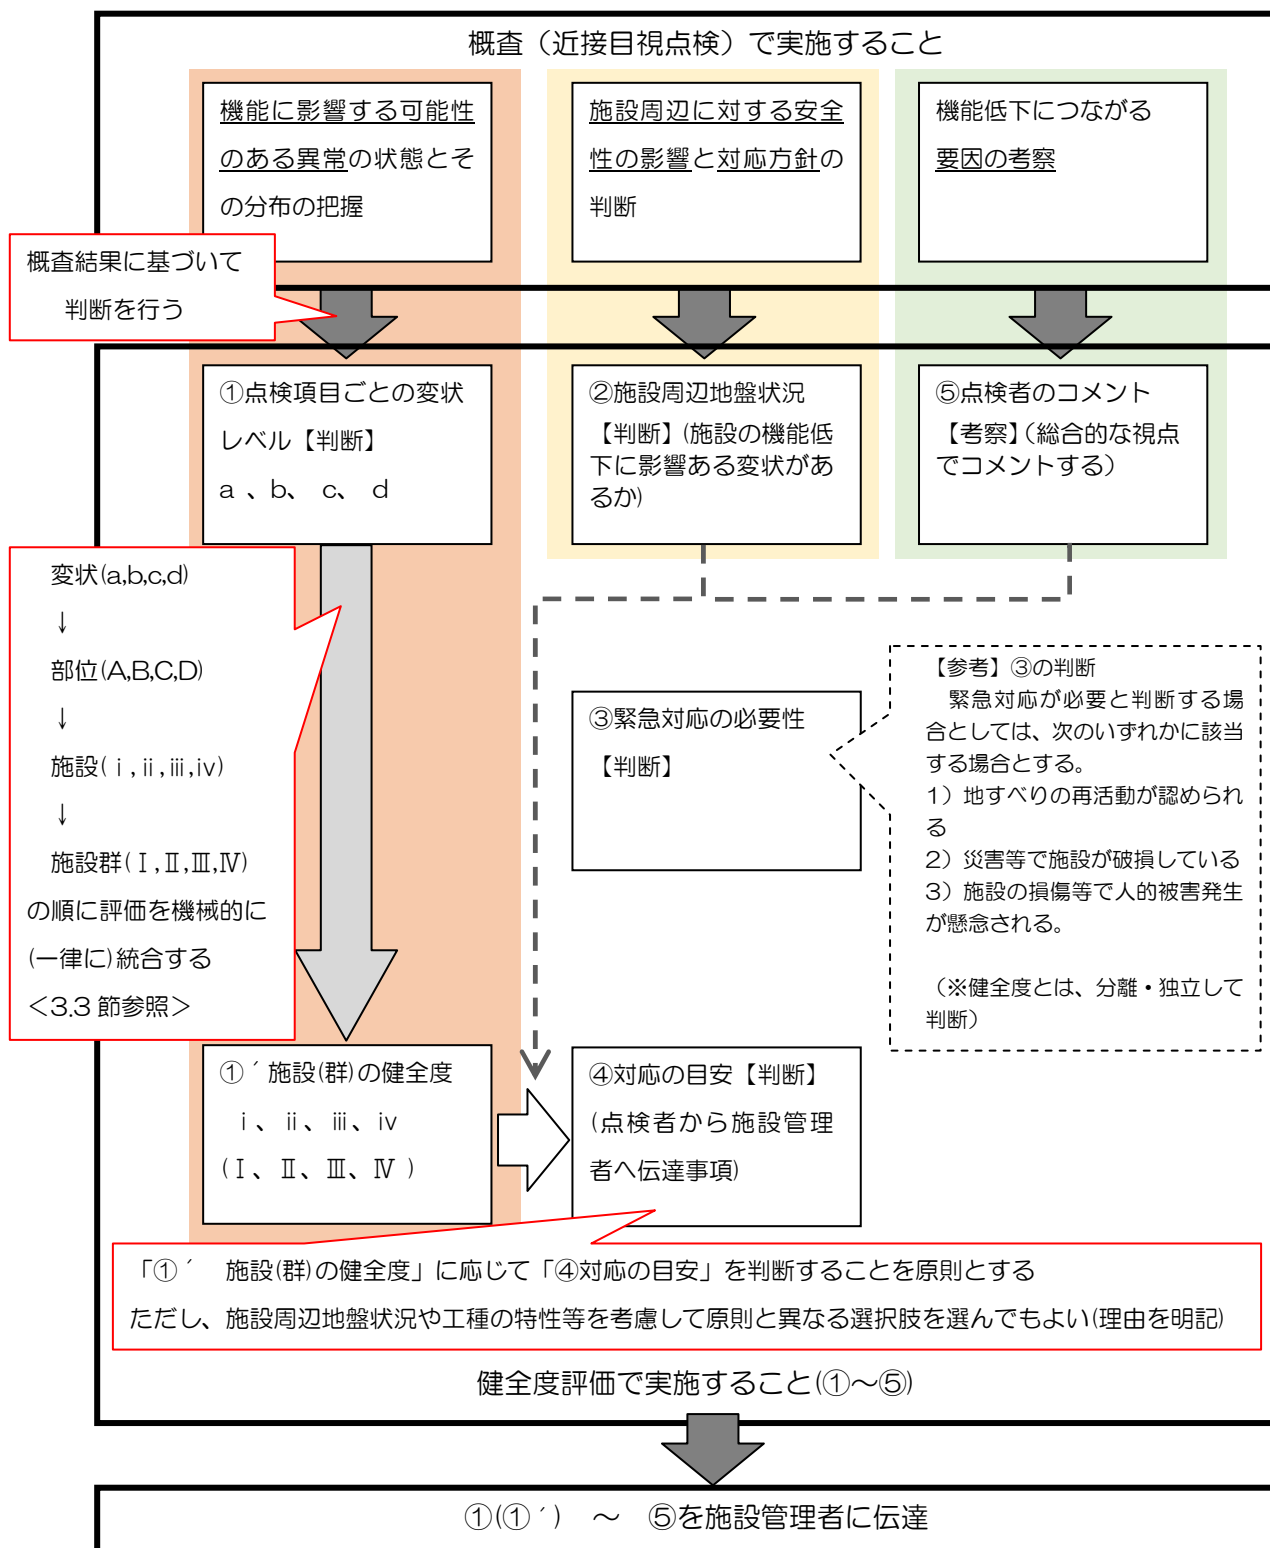 概査（近接目視点検）で実施すること
機能に影響する可能性
のある異常の状態とそ
の分布の把握
施設周辺に対する安全
性の影響と対応方針の
判断
機能低下につながる
要因の考察
概査結果に基づいて
判断を行う
①点検項目ごとの変状
レベル【判断】
a 、b、 c、 d
②施設周辺地盤状況
【判断】(施設の機能低
下に影響ある変状があ
るか)
⑤点検者のコメント
【考察】（総合的な視点
でコメントする）
変状(a,b,c,d)
↓
部位(A,B,C,D)
↓
施設(ⅰ,ⅱ,ⅲ,ⅳ)
↓
施設群(Ⅰ,Ⅱ,Ⅲ,Ⅳ)
の順に評価を機械的に
(一律に)統合する
＜3.3 節参照＞
③緊急対応の必要性
【判断】
【参考】③の判断
緊急対応が必要と判断する場
合としては、次のいずれかに該当
する場合とする。
1）地すべりの再活動が認められ
る
2）災害等で施設が破損している
3）施設の損傷等で人的被害発生
が懸念される。
（※健全度とは、分離・独立して
判断）
①´施設(群)の健全度
ⅰ、ⅱ、ⅲ、ⅳ
(Ⅰ、Ⅱ、Ⅲ、Ⅳ )
④対応の目安【判断】
(点検者から施設管理
者へ伝達事項)
「①´　施設(群)の健全度」に応じて「④対応の目安」を判断することを原則とする
ただし、施設周辺地盤状況や工種の特性等を考慮して原則と異なる選択肢を選んでもよい(理由を明記)
健全度評価で実施すること(①～⑤)
①(①´)　～　⑤を施設管理者に伝達